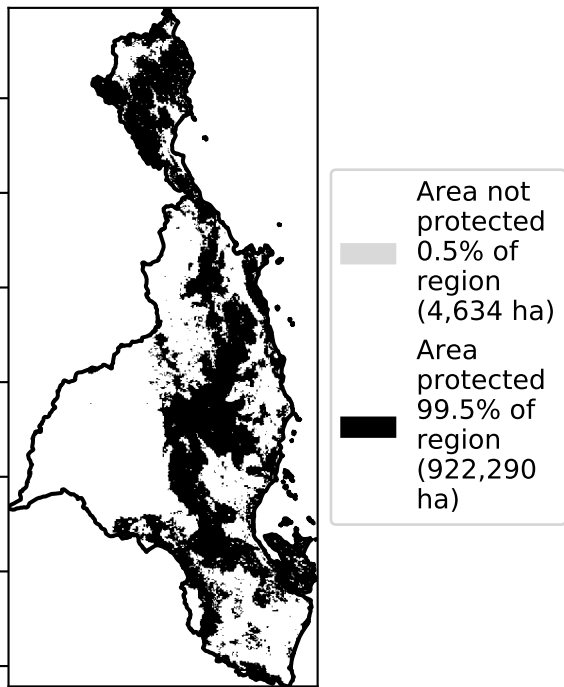 Area not
protected
0.5% of
region
(4,634 ha)
Area
protected
99.5% of
region
(922,290
ha)